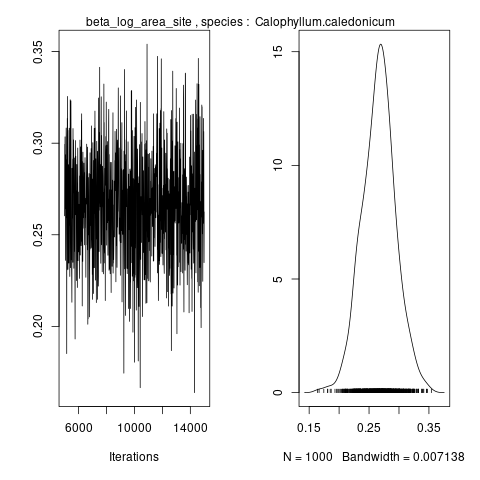 beta_log_area_site , species : Calophyllum.caledonicum
0.35
0.30
0.25
0.20
6000 10000 14000
Iterations
15
10
5
0
0.15 0.25 0.35
N = 1000 Bandwidth = 0.007138